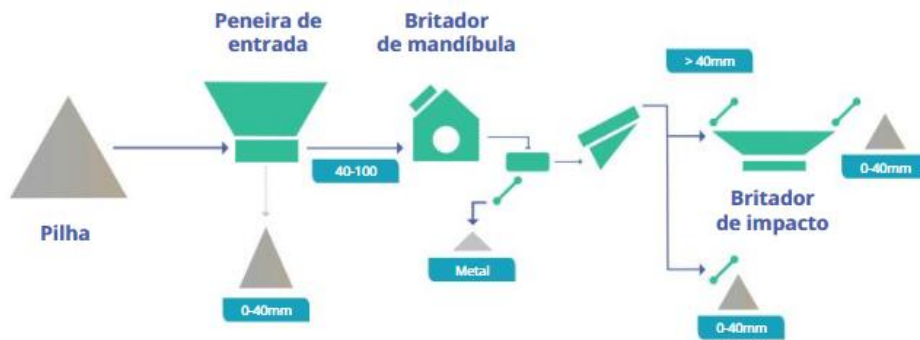 Peneira de
entrada
Britador
de mandíbula
> 40mm
40-100
0-40mm
Pilha
Britador
de impacto
Metal
0-40mm
0-40mm